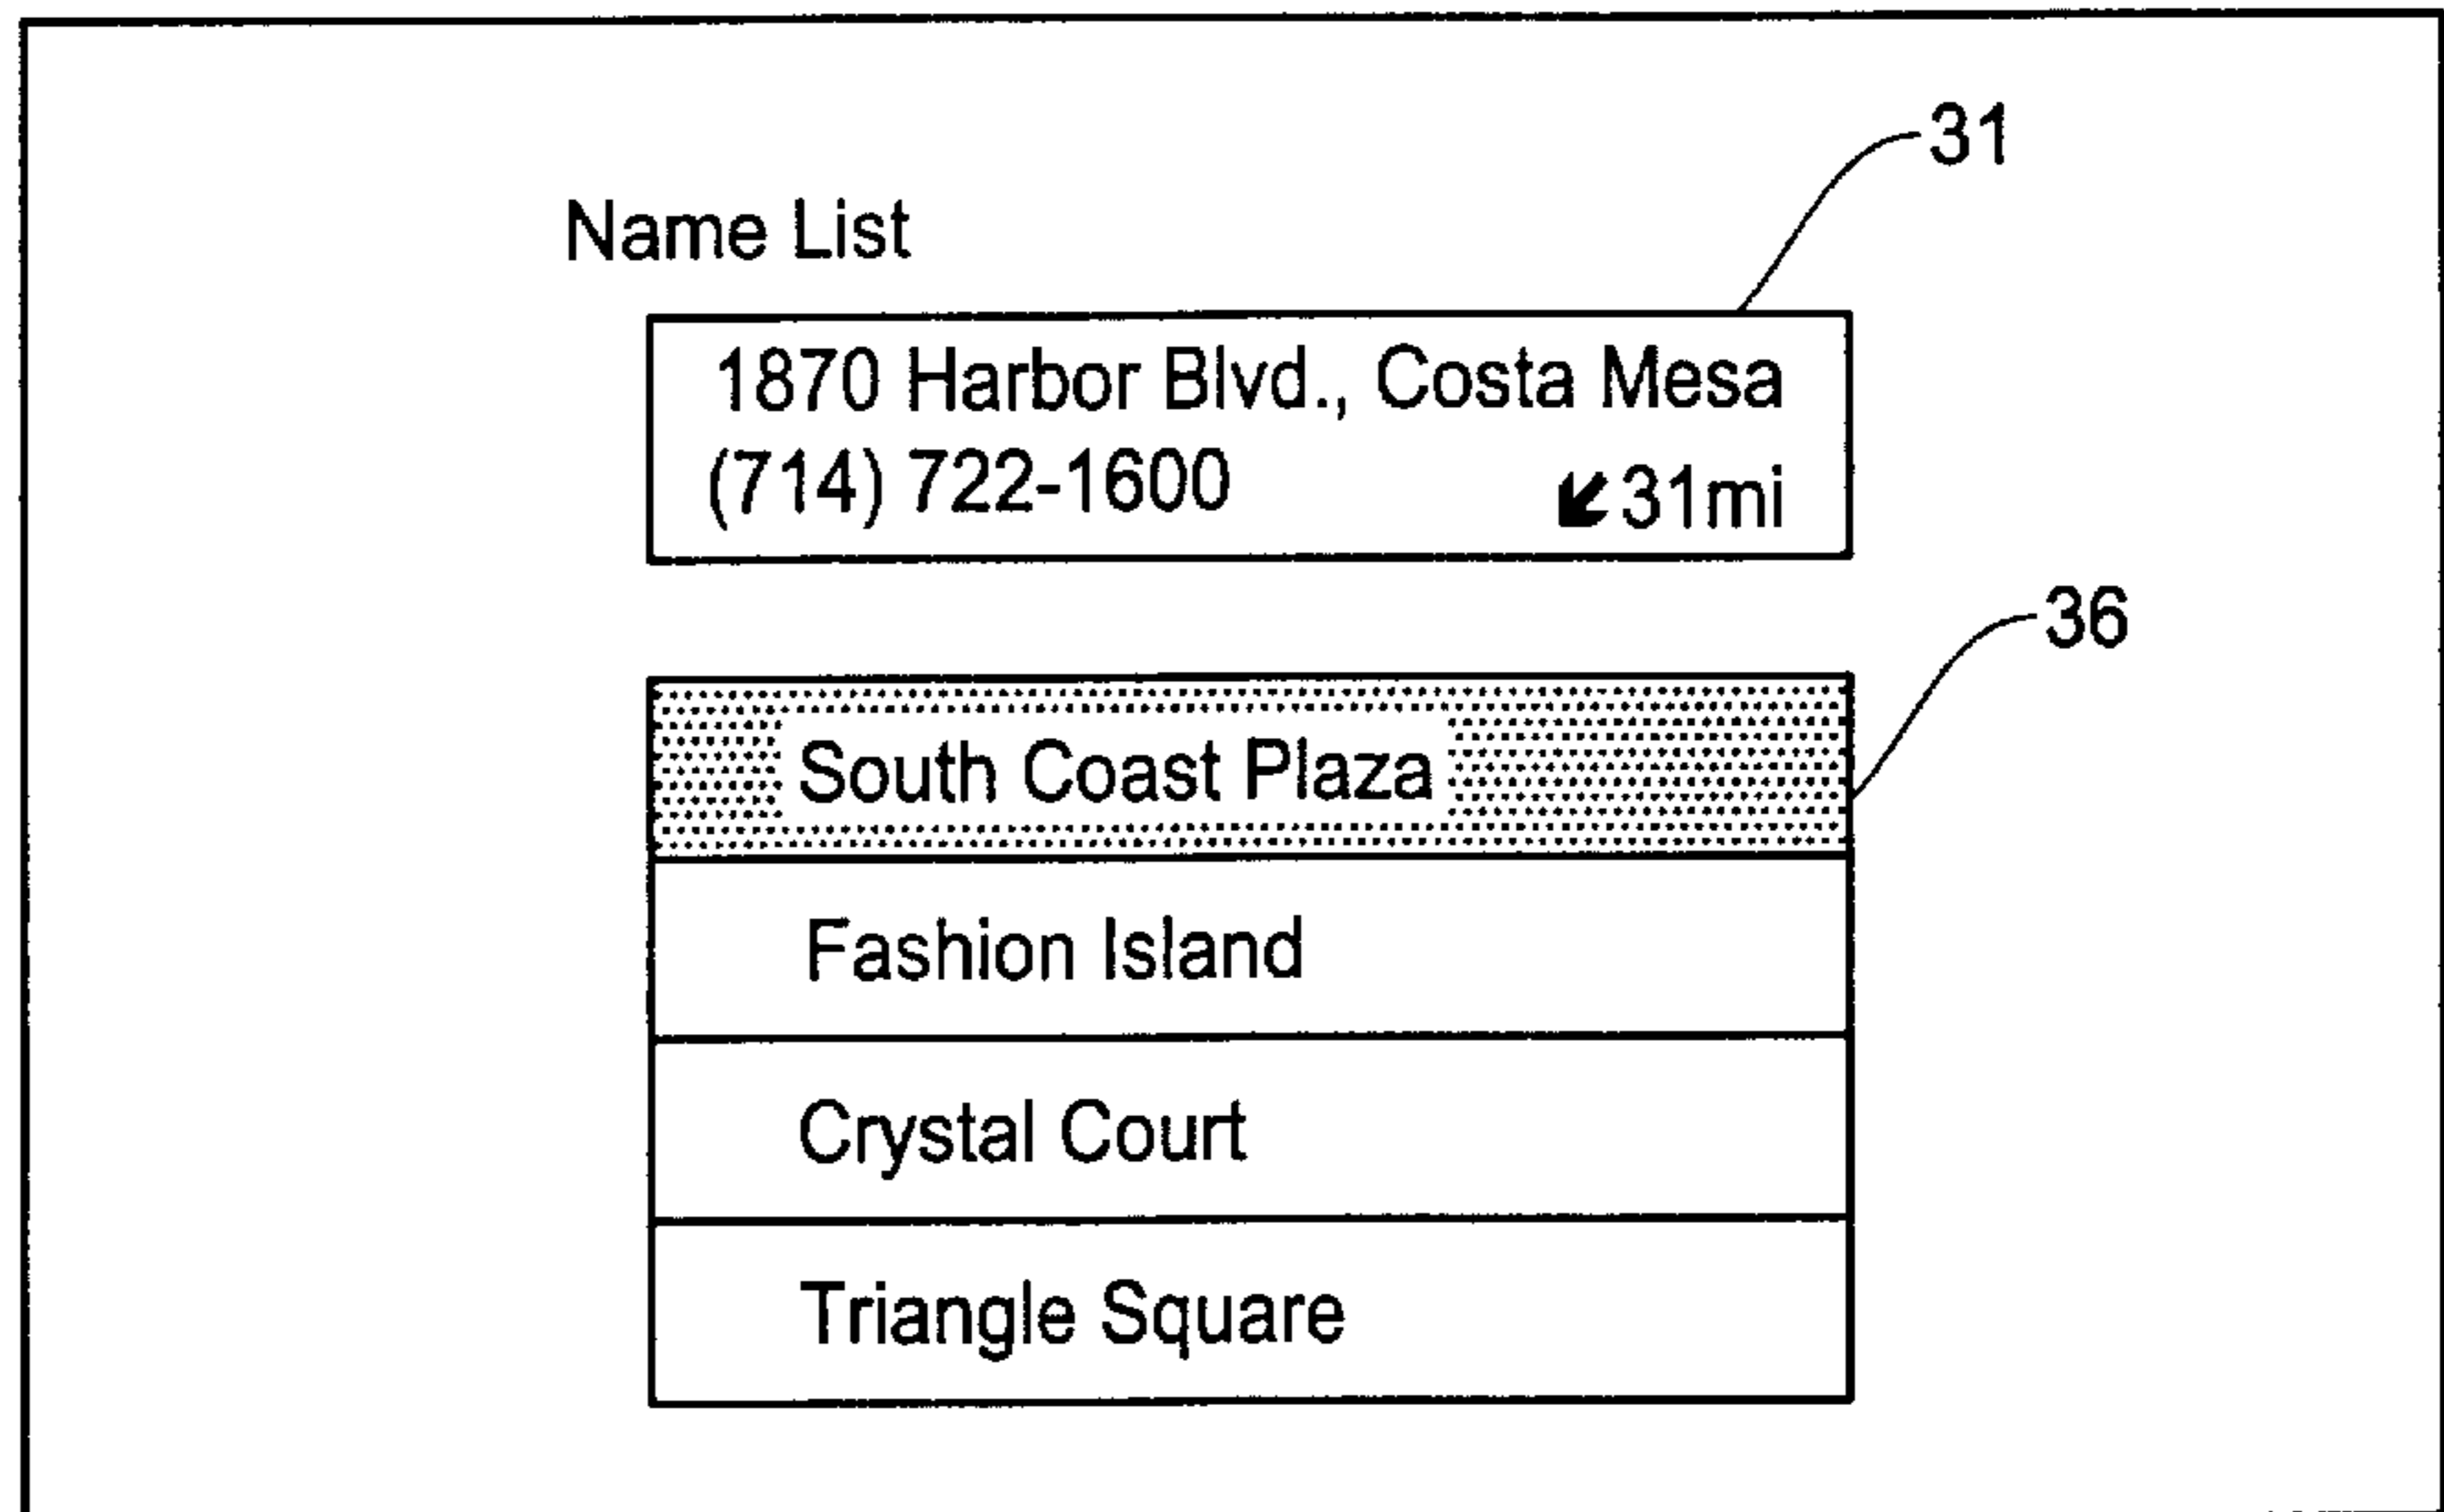 31
Name List
1870 Harbor Blvd., Costa Mesa
(714) 722-1600 ↙31mi
36
South Coast Plaza
Fashion Island
Crystal Court
Triangle Square